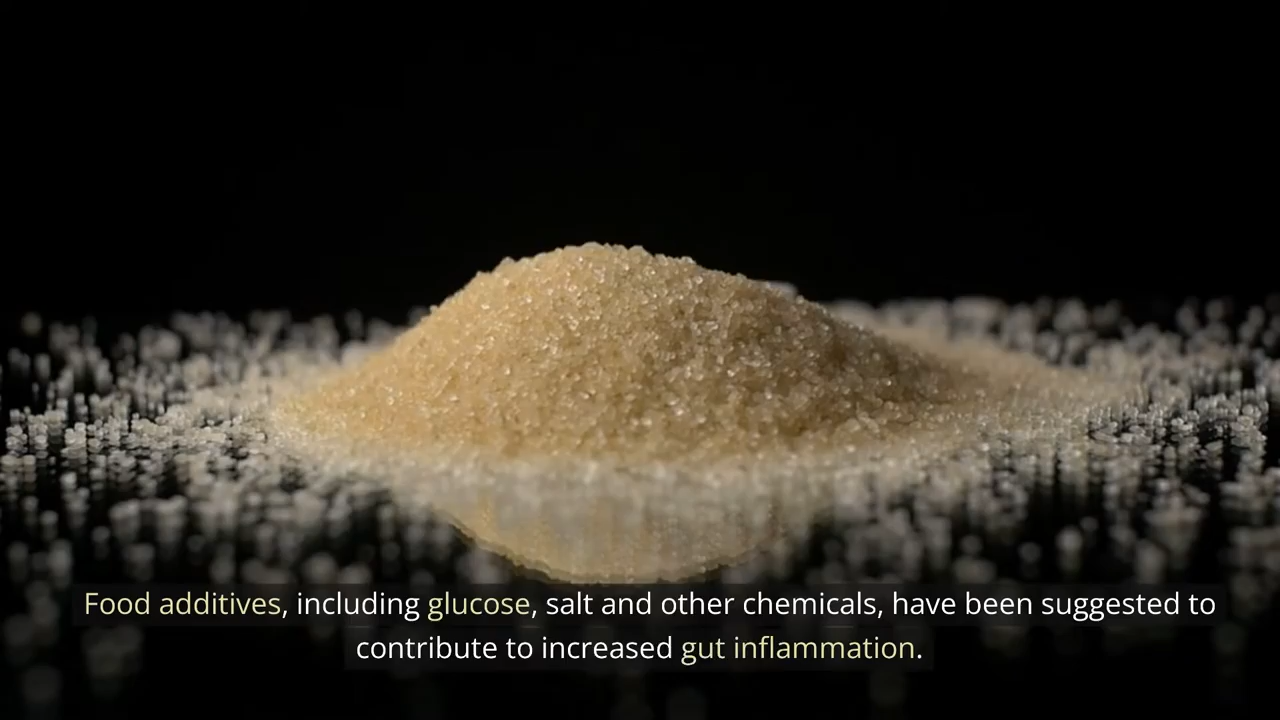 Food additives, including glucose, salt and other chemicals, have been suggested to
contribute to increased gut inflammation.